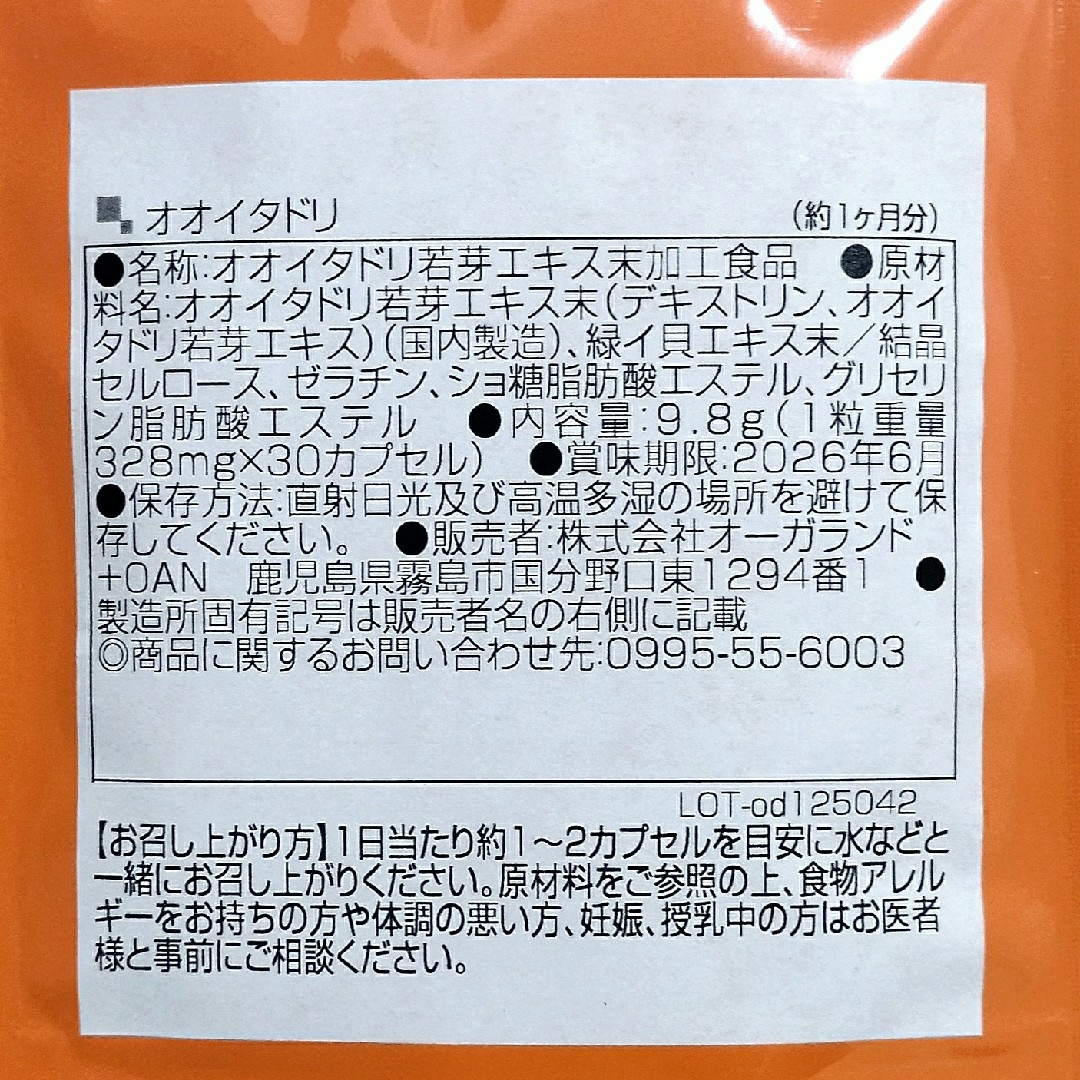 オオイタドリ
(約1ヶ月分)
●名称:オオイタドリ若芽エキス末加工食品 ●原材
料名:オオイタドリ若芽エキス末(デキストリン、オオイ
タドリ若芽エキス)(国内製造)、緑イ貝エキス末/結晶
セルロース、ゼラチン、ショ糖脂肪酸エステル、グリセリ
ン脂肪酸エステル ●内容量:9.8g(1粒重量
328mg×30カプセル) ●賞味期限:2026年6月
●保存方法:直射日光及び高温多湿の場所を避けて保
存してください。 ●販売者:株式会社オーガランド
+OAN 鹿児島県霧島市国分野口東1294番1 ●
製造所固有記号は販売者名の右側に記載
◎商品に関するお問い合わせ先:0995-55-6003
LOT-od125042
【お召し上がり方】1日当たり約1〜2カプセルを目安に水などと
一緒にお召し上がりください。原材料をご参照の上、食物アレル
ギーをお持ちの方や体調の悪い方、妊娠、授乳中の方はお医者
様と事前にご相談ください。